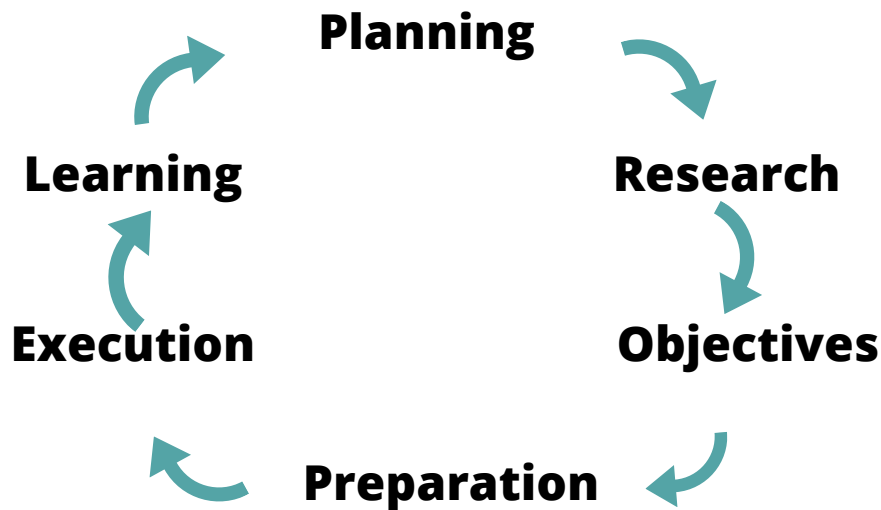 Planning
Research
Objectives
Preparation
Execution
Learning